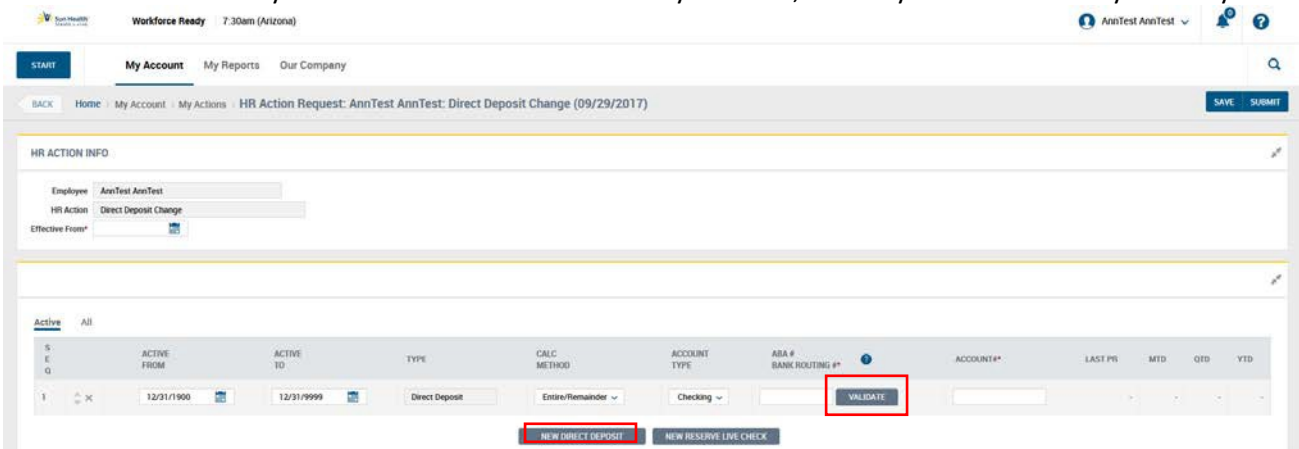 Sun Health Workforce Ready 7:30am (Arizona) AnnTest AnnTest 0 ?
START My Account My Reports Our Company
BACK Home My Account My Actions HR Action Request: AnnTest AnnTest: Direct Deposit Change (09/29/2017) SAVE SUBMIT
HR ACTION INFO
Employee AnnTest AnnTest
HR Action Direct Deposit Change
Effective From*
Active All
SEQ ACTIVE FROM ACTIVE TO TYPE CALC METHOD ACCOUNT TYPE ABA # BANK ROUTING #* ? ACCOUNT#* LAST PR MTD QTD YTD
1 12/31/1900 12/31/9999 Direct Deposit Entire/Remainder Checking VALIDATE - - - -
NEW DIRECT DEPOSIT NEW RESERVE LIVE CHECK